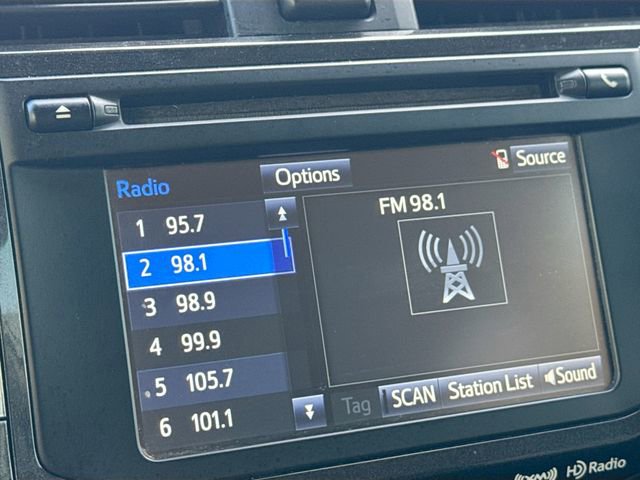 Radio
Options
Source
1 95.7
2 98.1
3 98.9
4 99.9
5 105.7
6 101.1
FM 98.1
Tag
SCAN
Station List
Sound
XM
HD Radio